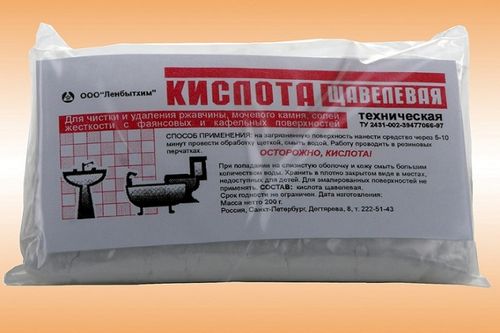 ООО"Ленбытхим"
КИСЛОТА ЩАВЕЛЕВАЯ
техническая
ТУ 2431-002-39477066-97
Для чистки и удаления ржавчины, мочевого камня, солей
жесткости с фаянсовых и кафельных поверхностей
СПОСОБ ПРИМЕНЕНИЯ: на загрязненную поверхность нанести средство через 5-10
минут провести обработку щеткой, смыть водой. Работу проводить в резиновых
перчатках.
ОСТОРОЖНО, КИСЛОТА!
При попадании на слизистую оболочку и кожу смыть большим
количеством воды. Хранить в плотно закрытом виде в местах,
недоступных для детей. Для эмалированных поверхностей не
применять. СОСТАВ: кислота щавелевая.
Срок годности не ограничен. Дата изготовления:
Масса нетто 200 г.
Россия, Санкт-Петербург, Дегтярева, 8, т. 222-51-43